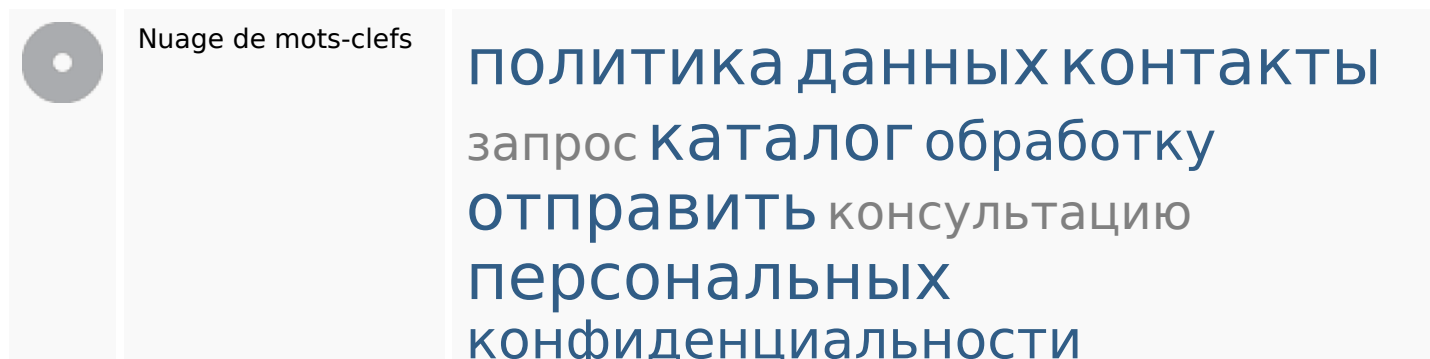 Nuage de mots-clefs
политика данных контакты
запрос каталог обработку
отправить консультацию
персональных
конфиденциальности